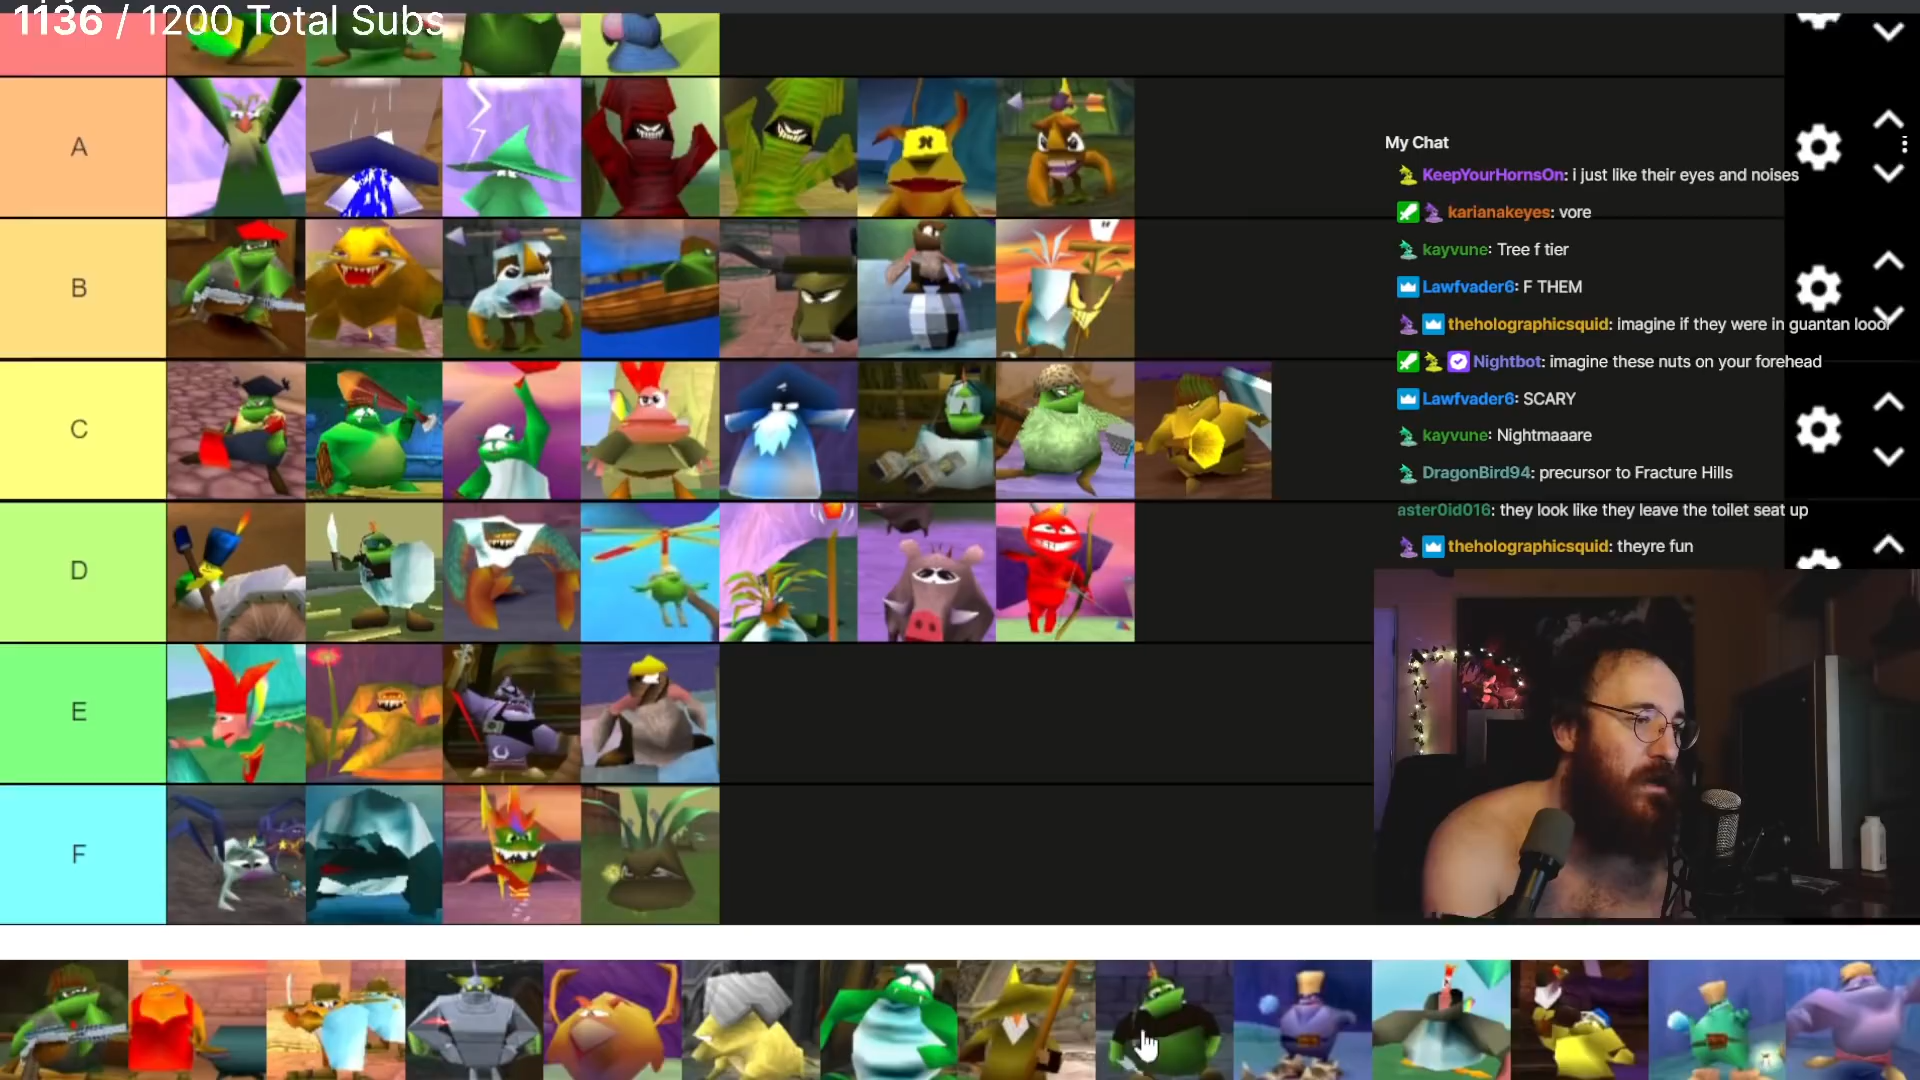 1136 / 1200 Total Subs
A
My Chat
KeepYourHornsOn: i just like their eyes and noises
karianakeyes: vore
kayvune: Tree f tier
B
Lawfvader6: F THEM
theholographicsquid: imagine if they were in guantan looor
Nightbot: imagine these nuts on your forehead
Lawfvader6: SCARY
C
kayvune: Nightmaaare
DragonBird94: precursor to Fracture Hills
aster0id016: they look like they leave the toilet seat up
theholographicsquid: theyre fun
D
E
F